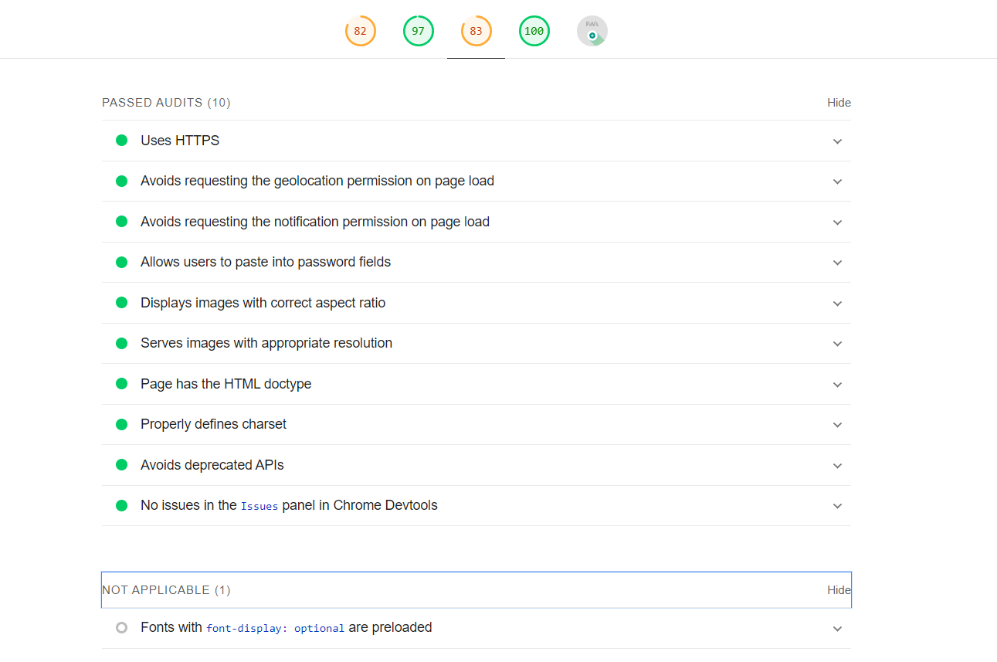 82 97 83 100 PWA
PASSED AUDITS (10) Hide
Uses HTTPS
Avoids requesting the geolocation permission on page load
Avoids requesting the notification permission on page load
Allows users to paste into password fields
Displays images with correct aspect ratio
Serves images with appropriate resolution
Page has the HTML doctype
Properly defines charset
Avoids deprecated APIs
No issues in the Issues panel in Chrome Devtools
NOT APPLICABLE (1) Hide
Fonts with font-display: optional are preloaded